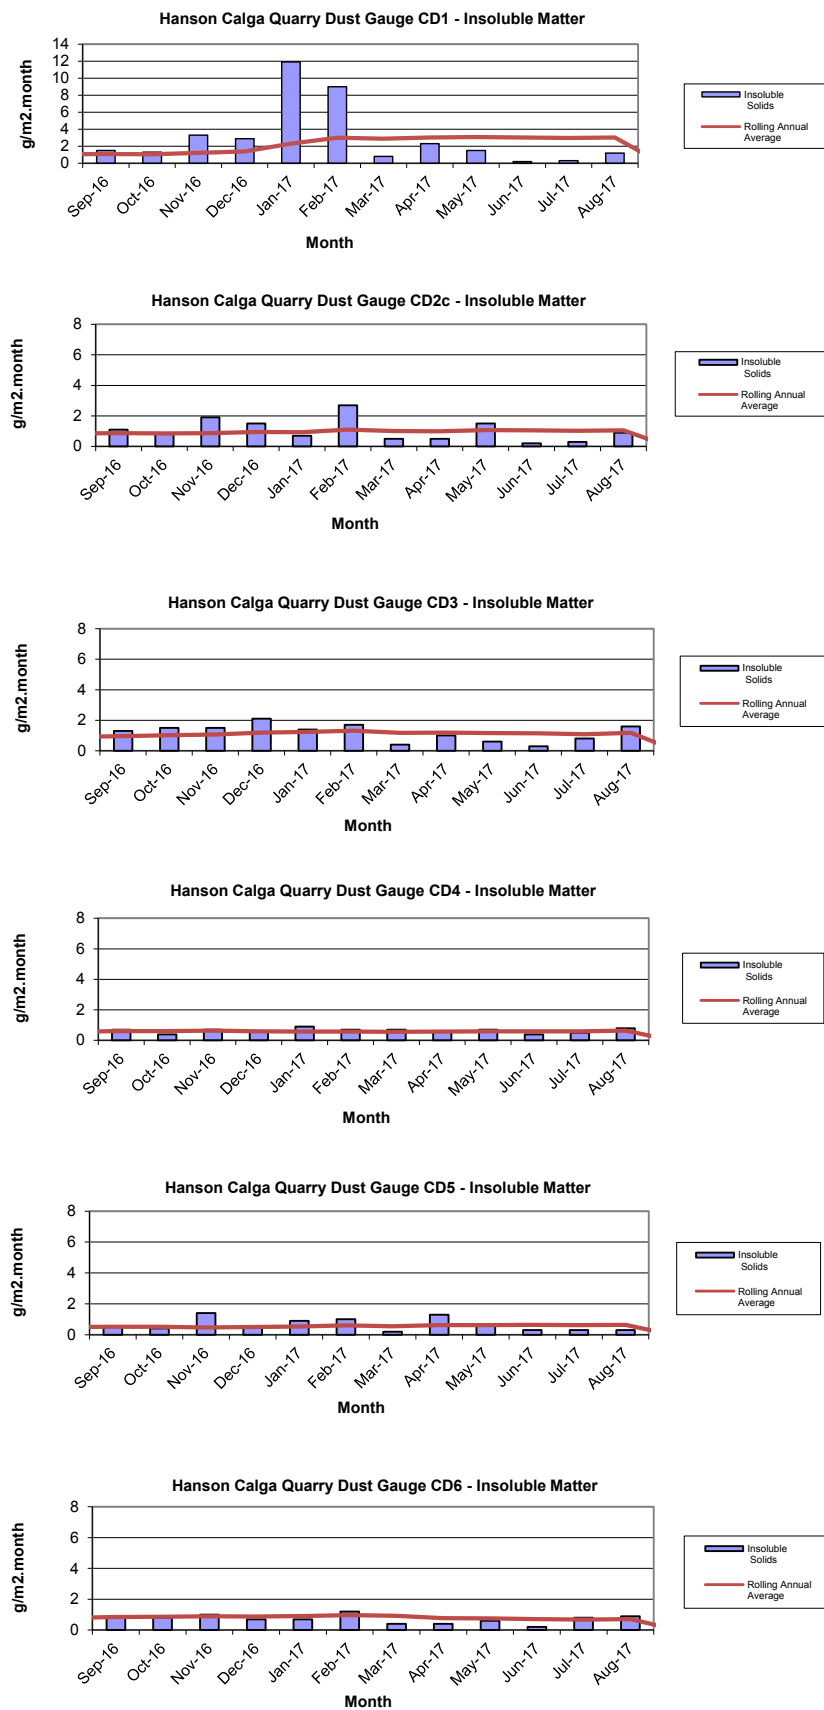 Hanson Calga Quarry Dust Gauge CD1 - Insoluble Matter
g/m2.month
14
12
10
8
6
4
2
0
Sep-16
Oct-16
Nov-16
Dec-16
Jan-17
Feb-17
Mar-17
Apr-17
May-17
Jun-17
Jul-17
Aug-17
Month
Insoluble
Solids
Rolling Annual
Average
Hanson Calga Quarry Dust Gauge CD2c - Insoluble Matter
g/m2.month
8
6
4
2
0
Sep-16
Oct-16
Nov-16
Dec-16
Jan-17
Feb-17
Mar-17
Apr-17
May-17
Jun-17
Jul-17
Aug-17
Month
Insoluble
Solids
Rolling Annual
Average
Hanson Calga Quarry Dust Gauge CD3 - Insoluble Matter
g/m2.month
8
6
4
2
0
Sep-16
Oct-16
Nov-16
Dec-16
Jan-17
Feb-17
Mar-17
Apr-17
May-17
Jun-17
Jul-17
Aug-17
Month
Insoluble
Solids
Rolling Annual
Average
Hanson Calga Quarry Dust Gauge CD4 - Insoluble Matter
g/m2.month
8
6
4
2
0
Sep-16
Oct-16
Nov-16
Dec-16
Jan-17
Feb-17
Mar-17
Apr-17
May-17
Jun-17
Jul-17
Aug-17
Month
Insoluble
Solids
Rolling Annual
Average
Hanson Calga Quarry Dust Gauge CD5 - Insoluble Matter
g/m2.month
8
6
4
2
0
Sep-16
Oct-16
Nov-16
Dec-16
Jan-17
Feb-17
Mar-17
Apr-17
May-17
Jun-17
Jul-17
Aug-17
Month
Insoluble
Solids
Rolling Annual
Average
Hanson Calga Quarry Dust Gauge CD6 - Insoluble Matter
g/m2.month
8
6
4
2
0
Sep-16
Oct-16
Nov-16
Dec-16
Jan-17
Feb-17
Mar-17
Apr-17
May-17
Jun-17
Jul-17
Aug-17
Month
Insoluble
Solids
Rolling Annual
Average